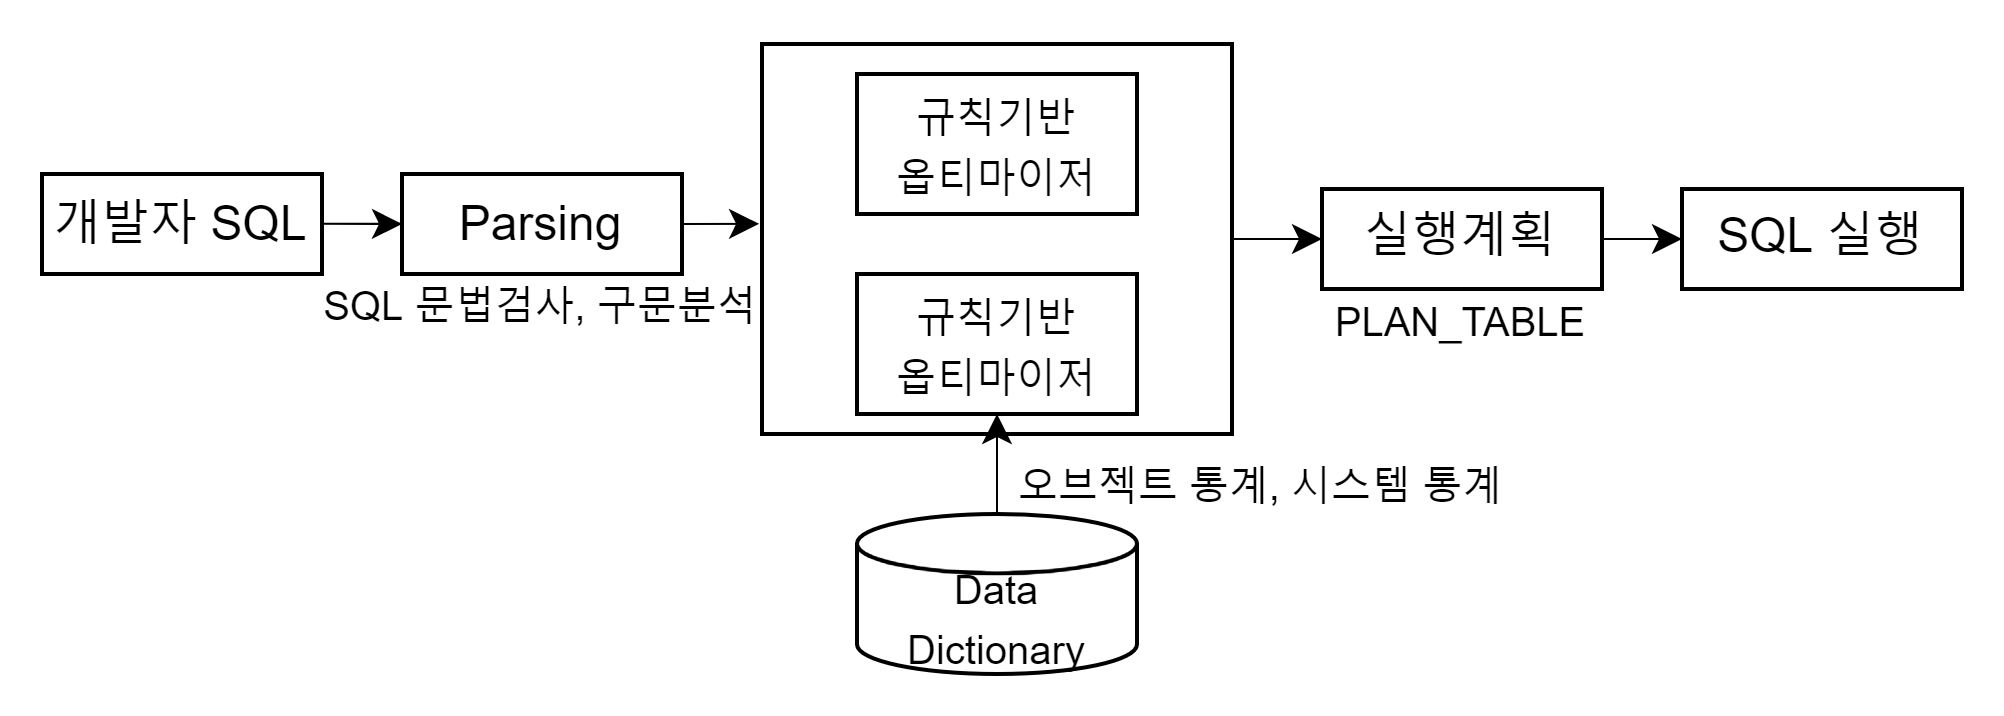 개발자 SQL
Parsing
SQL 문법검사, 구문분석
규칙기반
옵티마이저
규칙기반
옵티마이저
오브젝트 통계, 시스템 통계
Data
Dictionary
실행계획
PLAN_TABLE
SQL 실행